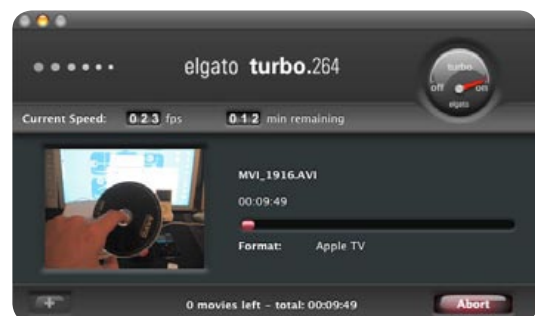 elgato turbo.264
turbo
off on
elgato
Current Speed: 023 fps 012 min remaining
MVI_1916.AVI
00:09:49
Format: Apple TV
0 movies left – total: 00:09:49
Abort